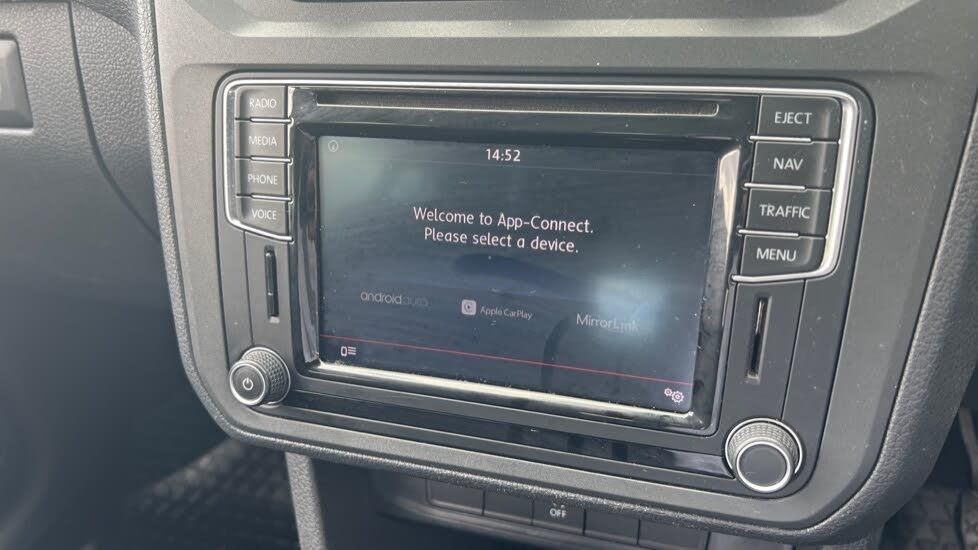 RADIO
MEDIA
PHONE
VOICE
14:52
Welcome to App-Connect.
Please select a device.
androidauto
Apple CarPlay
MirrorLink
EJECT
NAV
TRAFFIC
MENU
OFF